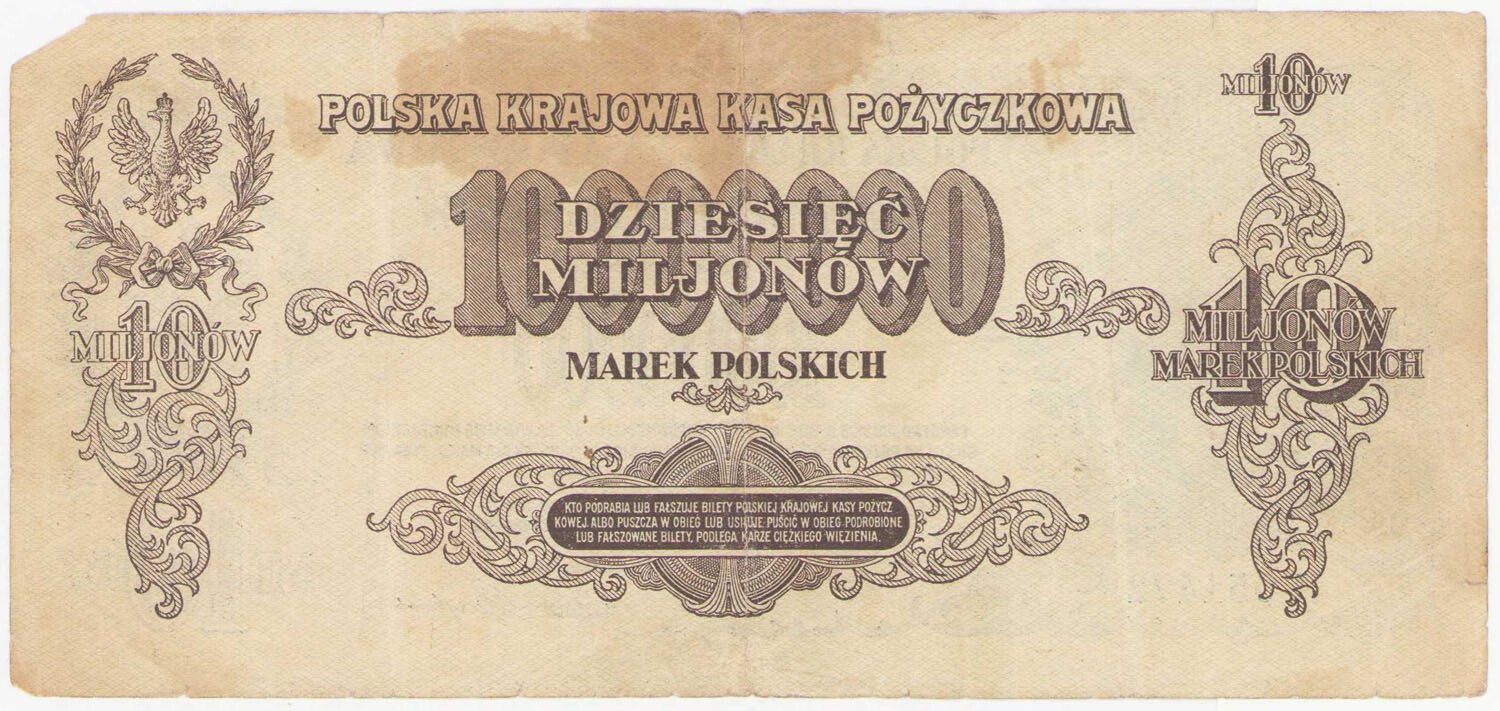 POLSKA KRAJOWA KASA POŻYCZKOWA
10
MILJONÓW
10000000
DZIESIĘĆ
MILJONÓW
MAREK POLSKICH
10
MILJONÓW
10
MILJONÓW
MAREK POLSKICH
KTO PODRABIA LUB FAŁSZUJE BILETY POLSKIEJ KRAJOWEJ KASY POŻYCZ
KOWEJ ALBO PUSZCZA W OBIEG LUB USIŁUJE PUŚCIĆ W OBIEG PODROBIONE
LUB FAŁSZOWANE BILETY, PODLEGA KARZE CIĘŻKIEGO WIĘZIENIA.